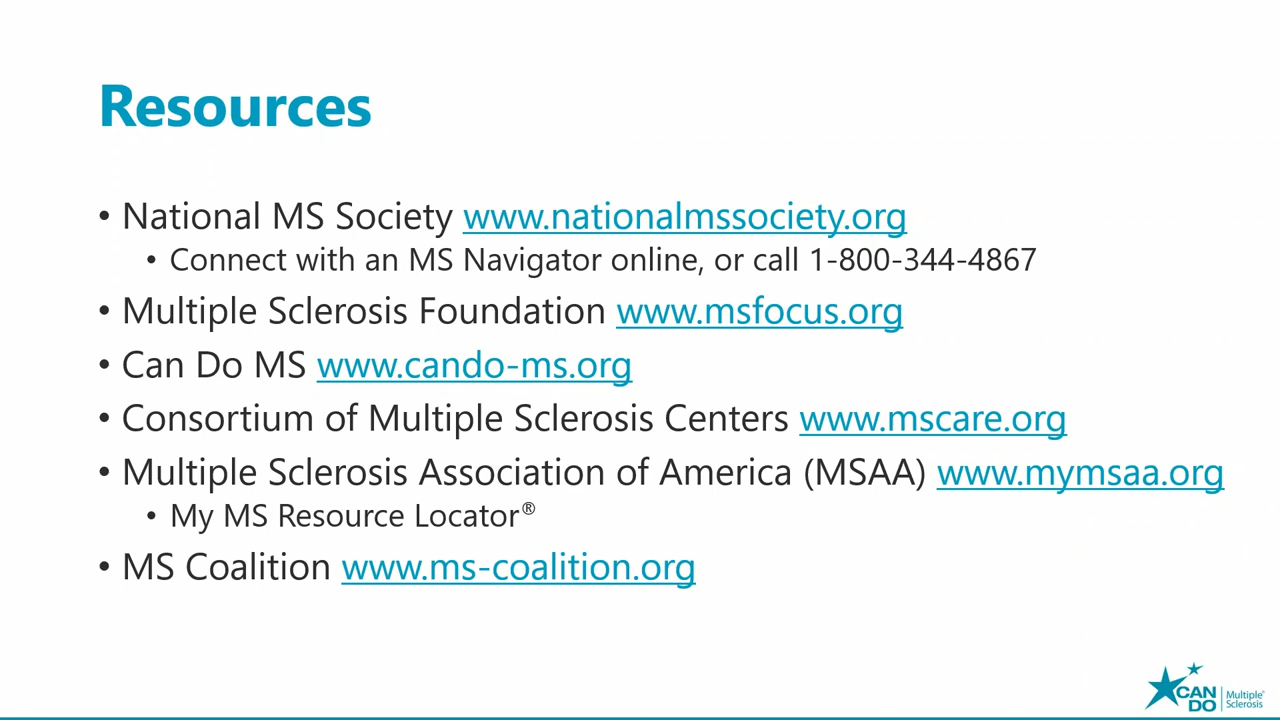 Resources
• National MS Society www.nationalmssociety.org
• Connect with an MS Navigator online, or call 1-800-344-4867
• Multiple Sclerosis Foundation www.msfocus.org
• Can Do MS www.cando-ms.org
• Consortium of Multiple Sclerosis Centers www.mscare.org
• Multiple Sclerosis Association of America (MSAA) www.mymsaa.org
• My MS Resource Locator®
• MS Coalition www.ms-coalition.org
CAN
DO
Multiple®
Sclerosis